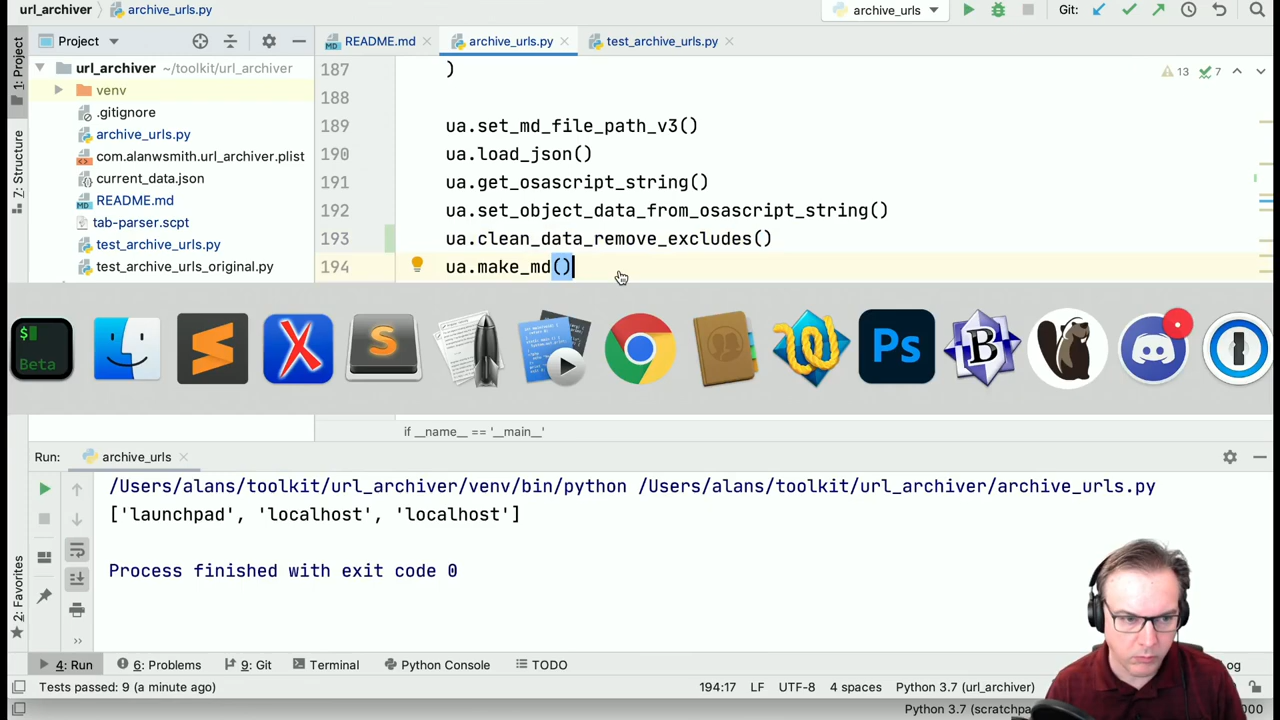 url_archiver
archive_urls.py
archive_urls
Git:
1: Project
Project
README.md
archive_urls.py
test_archive_urls.py
url_archiver ~/toolkit/url_archiver
venv
.gitignore
archive_urls.py
com.alanwsmith.url_archiver.plist
current_data.json
README.md
tab-parser.scpt
test_archive_urls.py
test_archive_urls_original.py
7: Structure
13
7
187 )
188
189 ua.set_md_file_path_v3()
190 ua.load_json()
191 ua.get_osascript_string()
192 ua.set_object_data_from_osascript_string()
193 ua.clean_data_remove_excludes()
194 ua.make_md()
$
Beta
S
Ps
B
if __name__ == '__main__'
Run: archive_urls
/Users/alans/toolkit/url_archiver/venv/bin/python /Users/alans/toolkit/url_archiver/archive_urls.py
['launchpad', 'localhost', 'localhost']
Process finished with exit code 0
2: Favorites
>>
4: Run
6: Problems
9: Git
Terminal
Python Console
TODO
Tests passed: 9 (a minute ago)
194:17 LF UTF-8 4 spaces Python 3.7 (url_archiver)